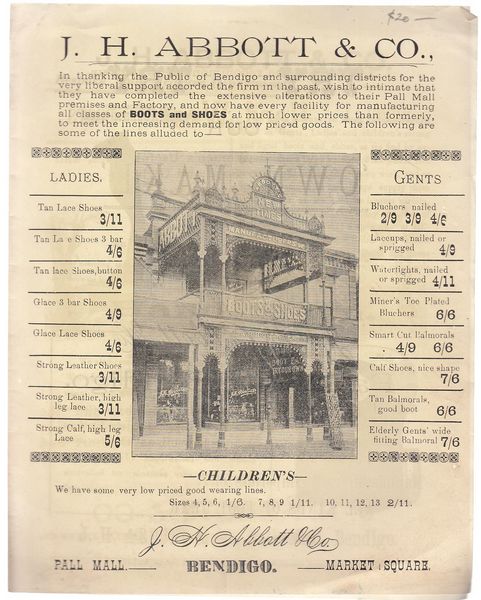 $20 —
J. H. ABBOTT & CO.,
In thanking the Public of Bendigo and surrounding districts for the
very liberal support accorded the firm in the past, wish to intimate that
they have completed the extensive alterations to their Pall Mall
premises and Factory, and now have every facility for manufacturing
all classes of BOOTS and SHOES at much lower prices than formerly,
to meet the increasing demand for low priced goods. The following are
some of the lines alluded to—
LADIES.
Tan Lace Shoes
3/11
Tan La e Shoes 3 bar
4/6
Tan lace Shoes, button
4/6
Glace 3 bar Shoes
4/9
Glace Lace Shoes
4/6
Strong Leather Shoes
3/11
Strong Leather, high
leg lace 3/11
Strong Calf, high leg
Lace 5/6
ABBOTT
NEW
BOOTS & SHOES
GENTS
Bluchers nailed
2/9 3/9 4/6
Laceups, nailed or
sprigged 4/9
Watertights, nailed
or sprigged 4/11
Miner's Toe Plated
Bluchers 6/6
Smart Cut Balmorals
4/9 6/6
Calf Shoes, nice shape
7/6
Tan Balmorals,
good boot 6/6
Elderly Gents' wide
fitting Balmoral 7/6
—CHILDREN'S—
We have some very low priced good wearing lines.
Sizes 4, 5, 6, 1/6. 7, 8, 9 1/11. 10, 11, 12, 13 2/11.
J. H. Abbott & Co
PALL MALL.— BENDIGO. —MARKET SQUARE.